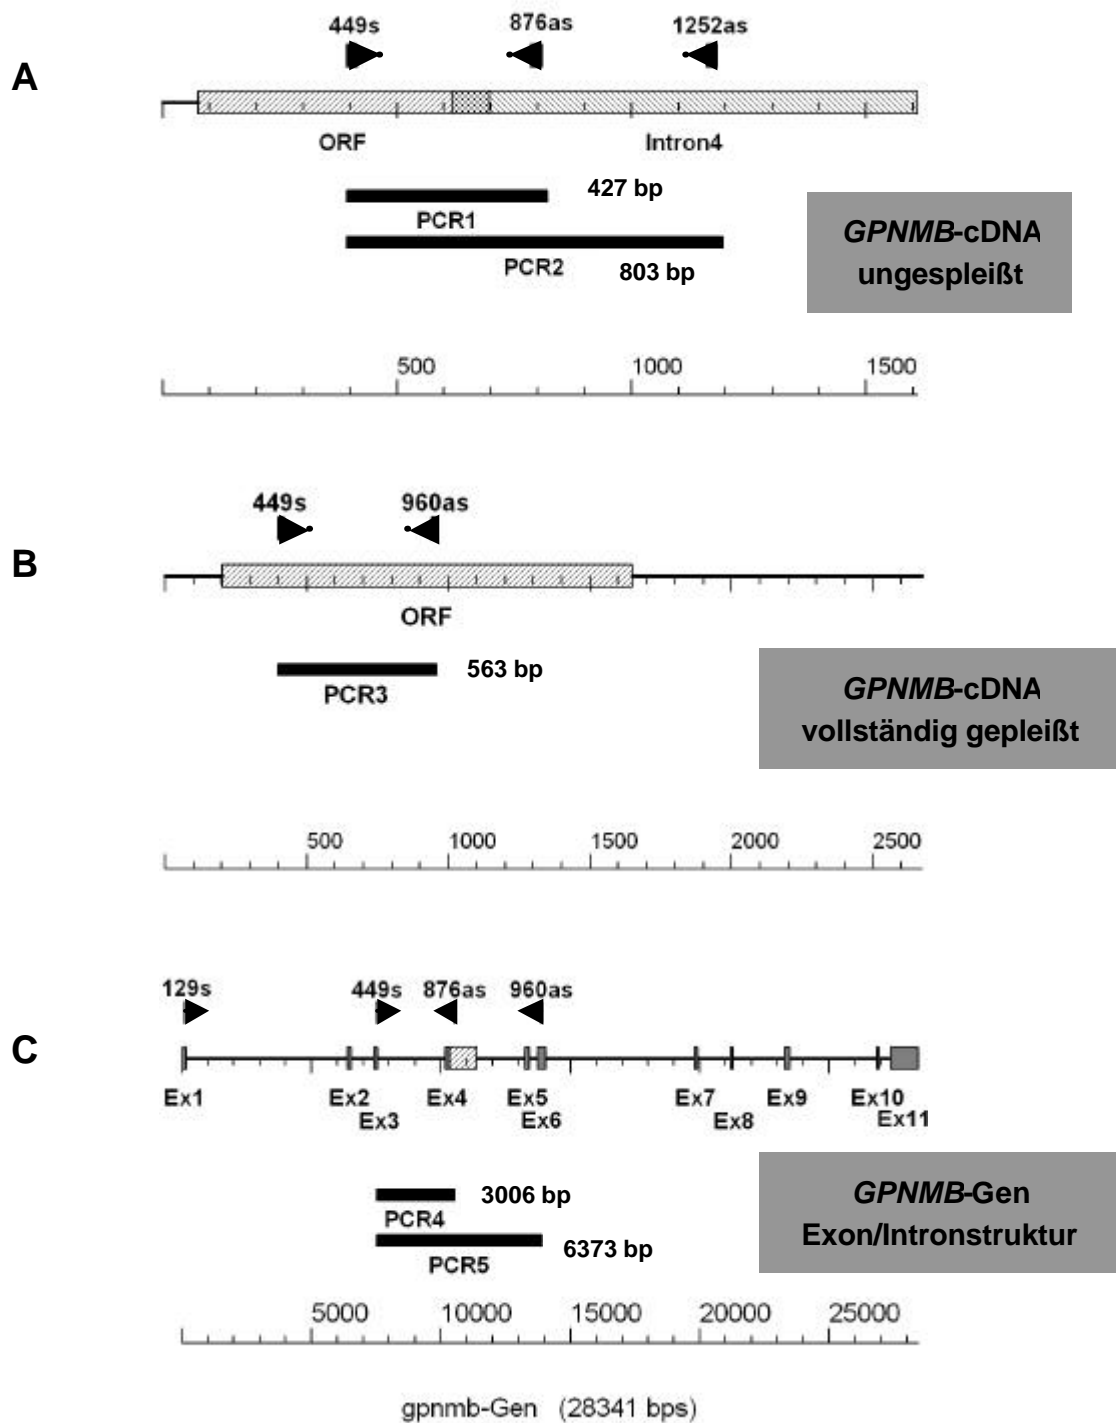 A
449s 876as 1252as
ORF Intron4
427 bp
PCR1
PCR2
803 bp
GPNMB-cDNA
ungespleißt
500 1000 1500
B
449s 960as
ORF
563 bp
PCR3
GPNMB-cDNA
vollständig gepleißt
500 1000 1500 2000 2500
C
129s 449s 876as 960as
Ex1 Ex2 Ex4 Ex5 Ex7 Ex9 Ex10
Ex3 Ex6 Ex8 Ex11
3006 bp
PCR4
6373 bp
PCR5
GPNMB-Gen
Exon/Intronstruktur
5000 10000 15000 20000 25000
gpnmb-Gen (28341 bps)